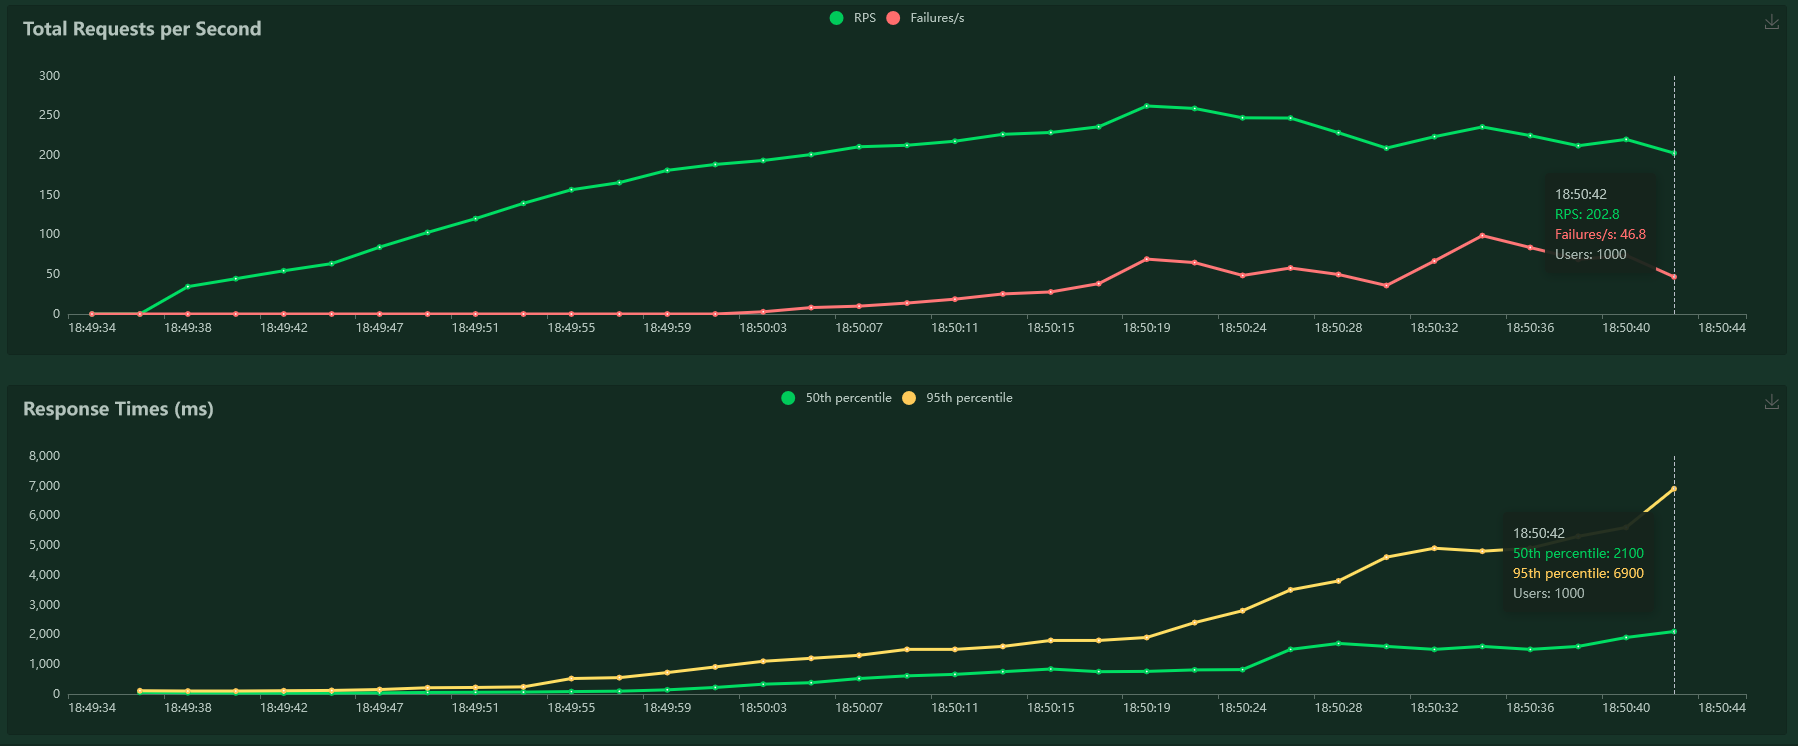 Total Requests per Second
RPS Failures/s
300
250
200
150
100
50
0
18:50:42
RPS: 202.8
Failures/s: 46.8
Users: 1000
18:49:34 18:49:38 18:49:42 18:49:47 18:49:51 18:49:55 18:49:59 18:50:03 18:50:07 18:50:11 18:50:15 18:50:19 18:50:24 18:50:28 18:50:32 18:50:36 18:50:40 18:50:44
Response Times (ms)
50th percentile 95th percentile
8,000
7,000
6,000
5,000
4,000
3,000
2,000
1,000
0
18:50:42
50th percentile: 2100
95th percentile: 6900
Users: 1000
18:49:34 18:49:38 18:49:42 18:49:47 18:49:51 18:49:55 18:49:59 18:50:03 18:50:07 18:50:11 18:50:15 18:50:19 18:50:24 18:50:28 18:50:32 18:50:36 18:50:40 18:50:44